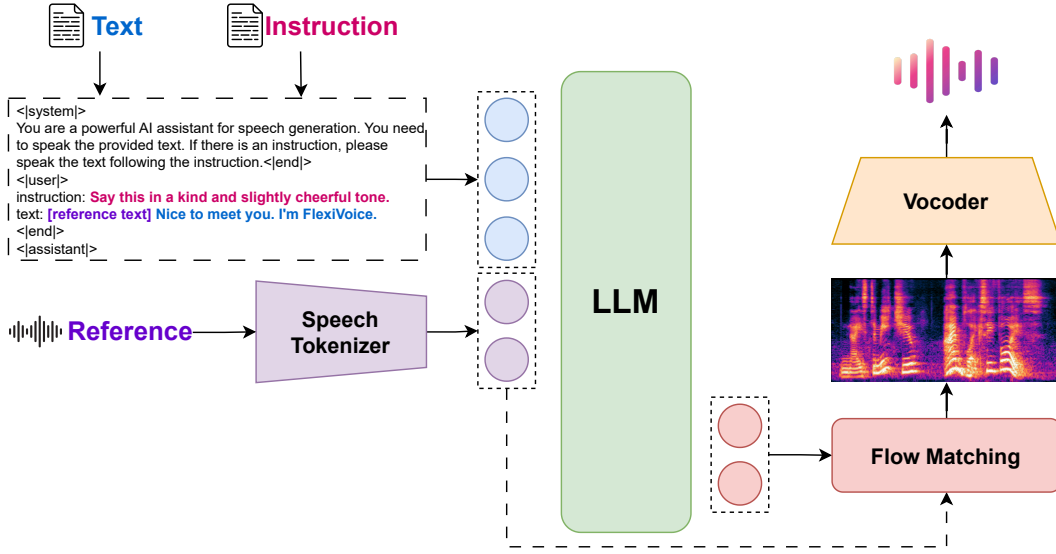 Text
Instruction
<|system|>
You are a powerful AI assistant for speech generation. You need
to speak the provided text. If there is an instruction, please
speak the text following the instruction.<|end|>
<|user|>
instruction: Say this in a kind and slightly cheerful tone.
text: [reference text] Nice to meet you. I'm FlexiVoice.
<|end|>
<|assistant|>
Reference
Speech
Tokenizer
LLM
Vocoder
Flow Matching